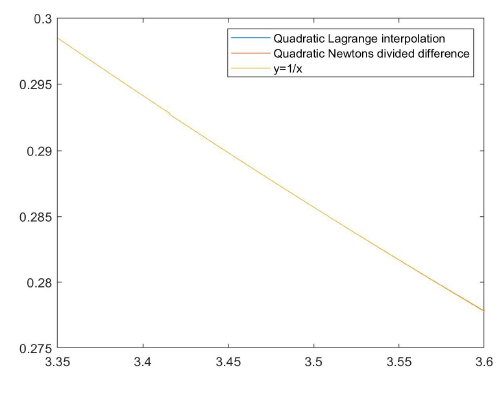 0.3
Quadratic Lagrange interpolation
Quadratic Newtons divided difference
y=1/x
0.295
0.29
0.285
0.28
0.275
3.35 3.4 3.45 3.5 3.55 3.6